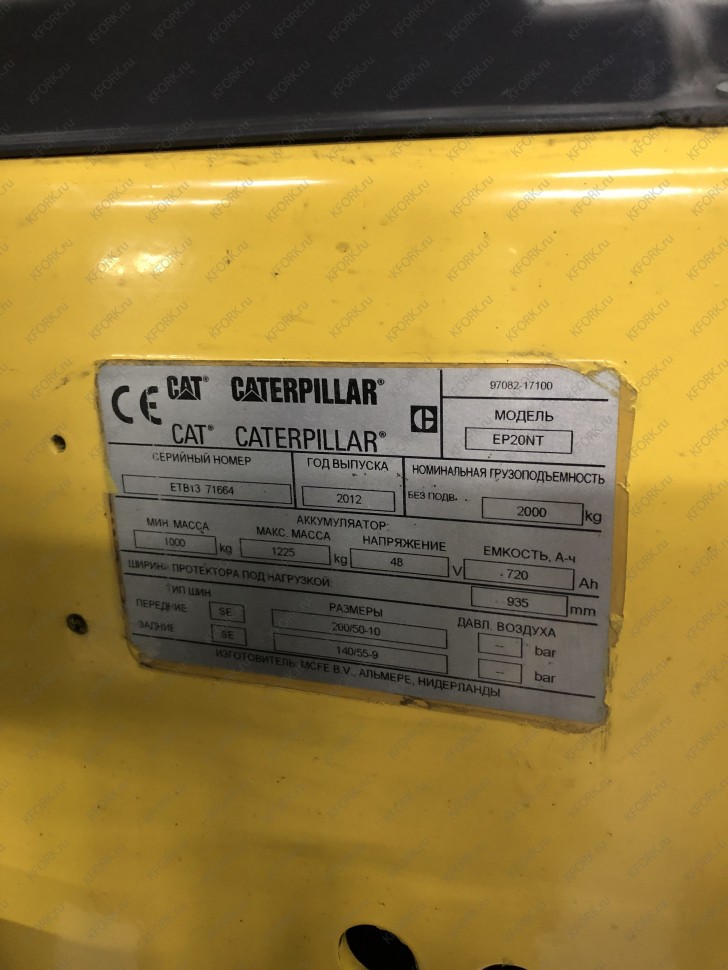 CE CAT® CATERPILLAR®
CAT® CATERPILLAR®
97082-17100
МОДЕЛЬ
EP20NT
СЕРИЙНЫЙ НОМЕР
ETB13 71664
ГОД ВЫПУСКА
2012
НОМИНАЛЬНАЯ ГРУЗОПОДЪЕМНОСТЬ
БЕЗ ПОДВ. 2000 kg
АККУМУЛЯТОР:
МИН. МАССА МАКС. МАССА НАПРЯЖЕНИЕ ЕМКОСТЬ, А-ч
1000 kg 1225 kg 48 V 720 Ah
ШИРИНА ПРОТЕКТОРА ПОД НАГРУЗКОЙ: 935 mm
ТИП ШИН РАЗМЕРЫ ДАВЛ. ВОЗДУХА
ПЕРЕДНИЕ SE 200/50-10 -- bar
ЗАДНИЕ SE 140/55-9 -- bar
ИЗГОТОВИТЕЛЬ: MCFE B.V., АЛЬМЕРЕ, НИДЕРЛАНДЫ
KFORK.ru